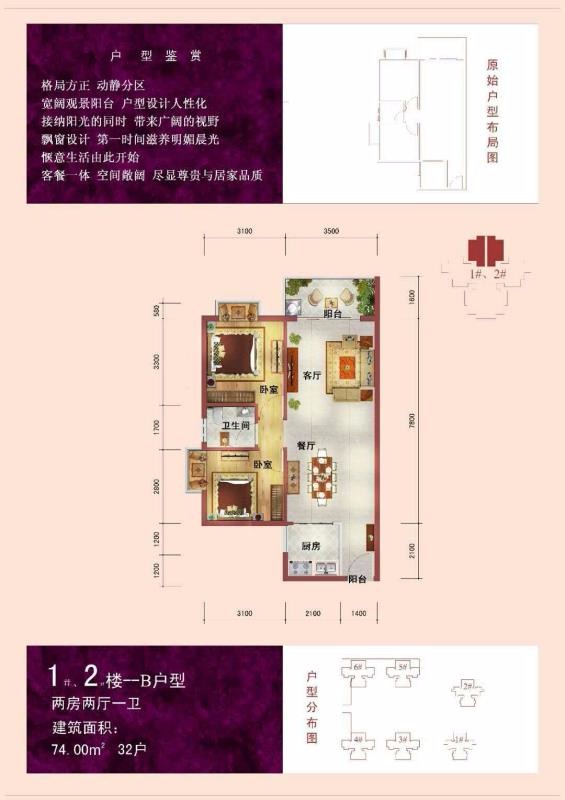 户型鉴赏
格局方正 动静分区
宽阔观景阳台 户型设计人性化
接纳阳光的同时 带来广阔的视野
飘窗设计 第一时间滋养明媚晨光
惬意生活由此开始
客餐一体 空间敞阔 尽显尊贵与居家品质
原始户型布局图
3100 3500
1#、2#
580
3300
1700
2800
1200
1200
1600
7800
2100
阳台
客厅
卧室
卫生间
餐厅
卧室
厨房
阳台
3100 2100 1400
1#、2#楼--B户型
两房两厅一卫
建筑面积:
74.00m² 32户
户型分布图
6# 5#
2#
4# 3# 1#